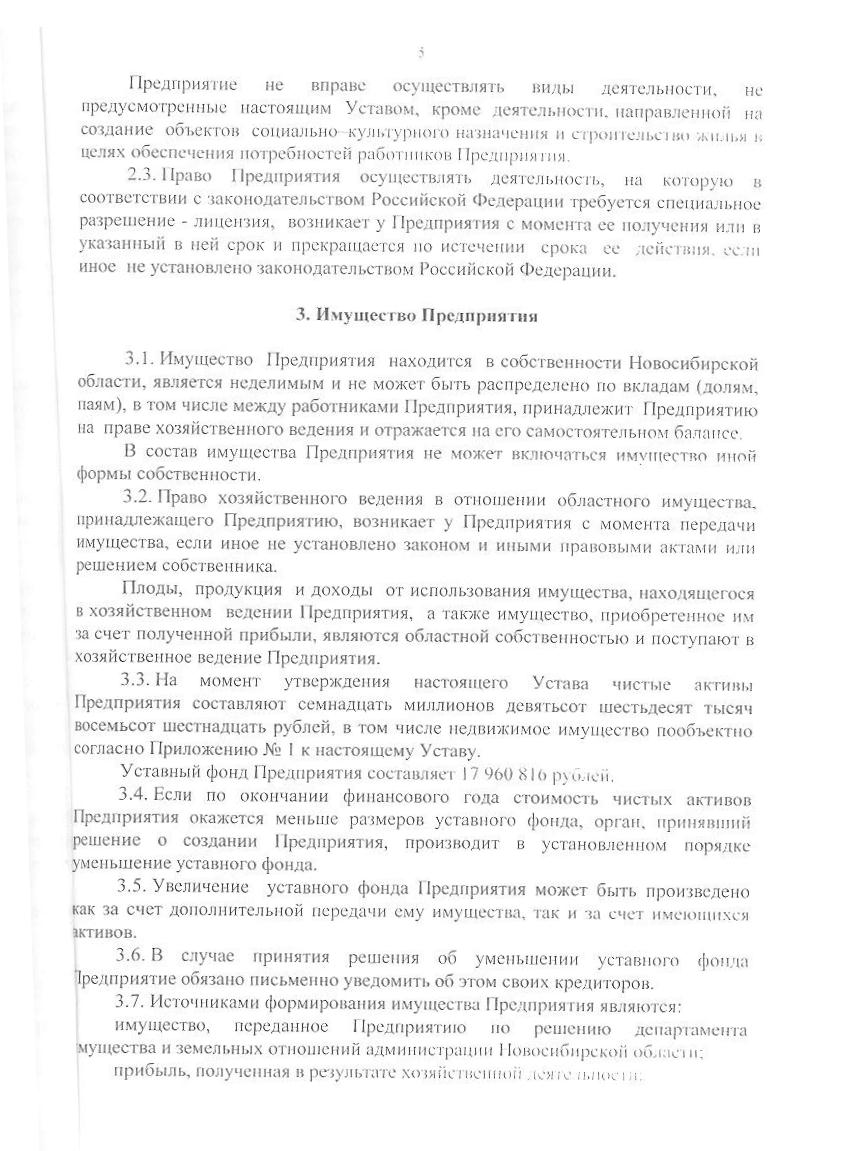 5
Предприятие не вправе осуществлять виды деятельности, не
предусмотренные настоящим Уставом, кроме деятельности, направленной на
создание объектов социально-культурного назначения и строительство жилья в
целях обеспечения потребностей работников Предприятия.
2.3. Право Предприятия осуществлять деятельность, на которую в
соответствии с законодательством Российской Федерации требуется специальное
разрешение - лицензия, возникает у Предприятия с момента ее получения или в
указанный в ней срок и прекращается по истечении срока ее действия, если
иное не установлено законодательством Российской Федерации.
3. Имущество Предприятия
3.1. Имущество Предприятия находится в собственности Новосибирской
области, является неделимым и не может быть распределено по вкладам (долям,
паям), в том числе между работниками Предприятия, принадлежит Предприятию
на праве хозяйственного ведения и отражается на его самостоятельном балансе.
В состав имущества Предприятия не может включаться имущество иной
формы собственности.
3.2. Право хозяйственного ведения в отношении областного имущества,
принадлежащего Предприятию, возникает у Предприятия с момента передачи
имущества, если иное не установлено законом и иными правовыми актами или
решением собственника.
Плоды, продукция и доходы от использования имущества, находящегося
в хозяйственном ведении Предприятия, а также имущество, приобретенное им
за счет полученной прибыли, являются областной собственностью и поступают в
хозяйственное ведение Предприятия.
3.3. На момент утверждения настоящего Устава чистые активы
Предприятия составляют семнадцать миллионов девятьсот шестьдесят тысяч
восемьсот шестнадцать рублей, в том числе недвижимое имущество пообъектно
согласно Приложению № 1 к настоящему Уставу.
Уставный фонд Предприятия составляет 17 960 816 рублей.
3.4. Если по окончании финансового года стоимость чистых активов
Предприятия окажется меньше размеров уставного фонда, орган, принявший
решение о создании Предприятия, производит в установленном порядке
уменьшение уставного фонда.
3.5. Увеличение уставного фонда Предприятия может быть произведено
как за счет дополнительной передачи ему имущества, так и за счет имеющихся
активов.
3.6. В случае принятия решения об уменьшении уставного фонда
Предприятие обязано письменно уведомить об этом своих кредиторов.
3.7. Источниками формирования имущества Предприятия являются:
имущество, переданное Предприятию по решению департамента
имущества и земельных отношений администрации Новосибирской области;
прибыль, полученная в результате хозяйственной деятельности;